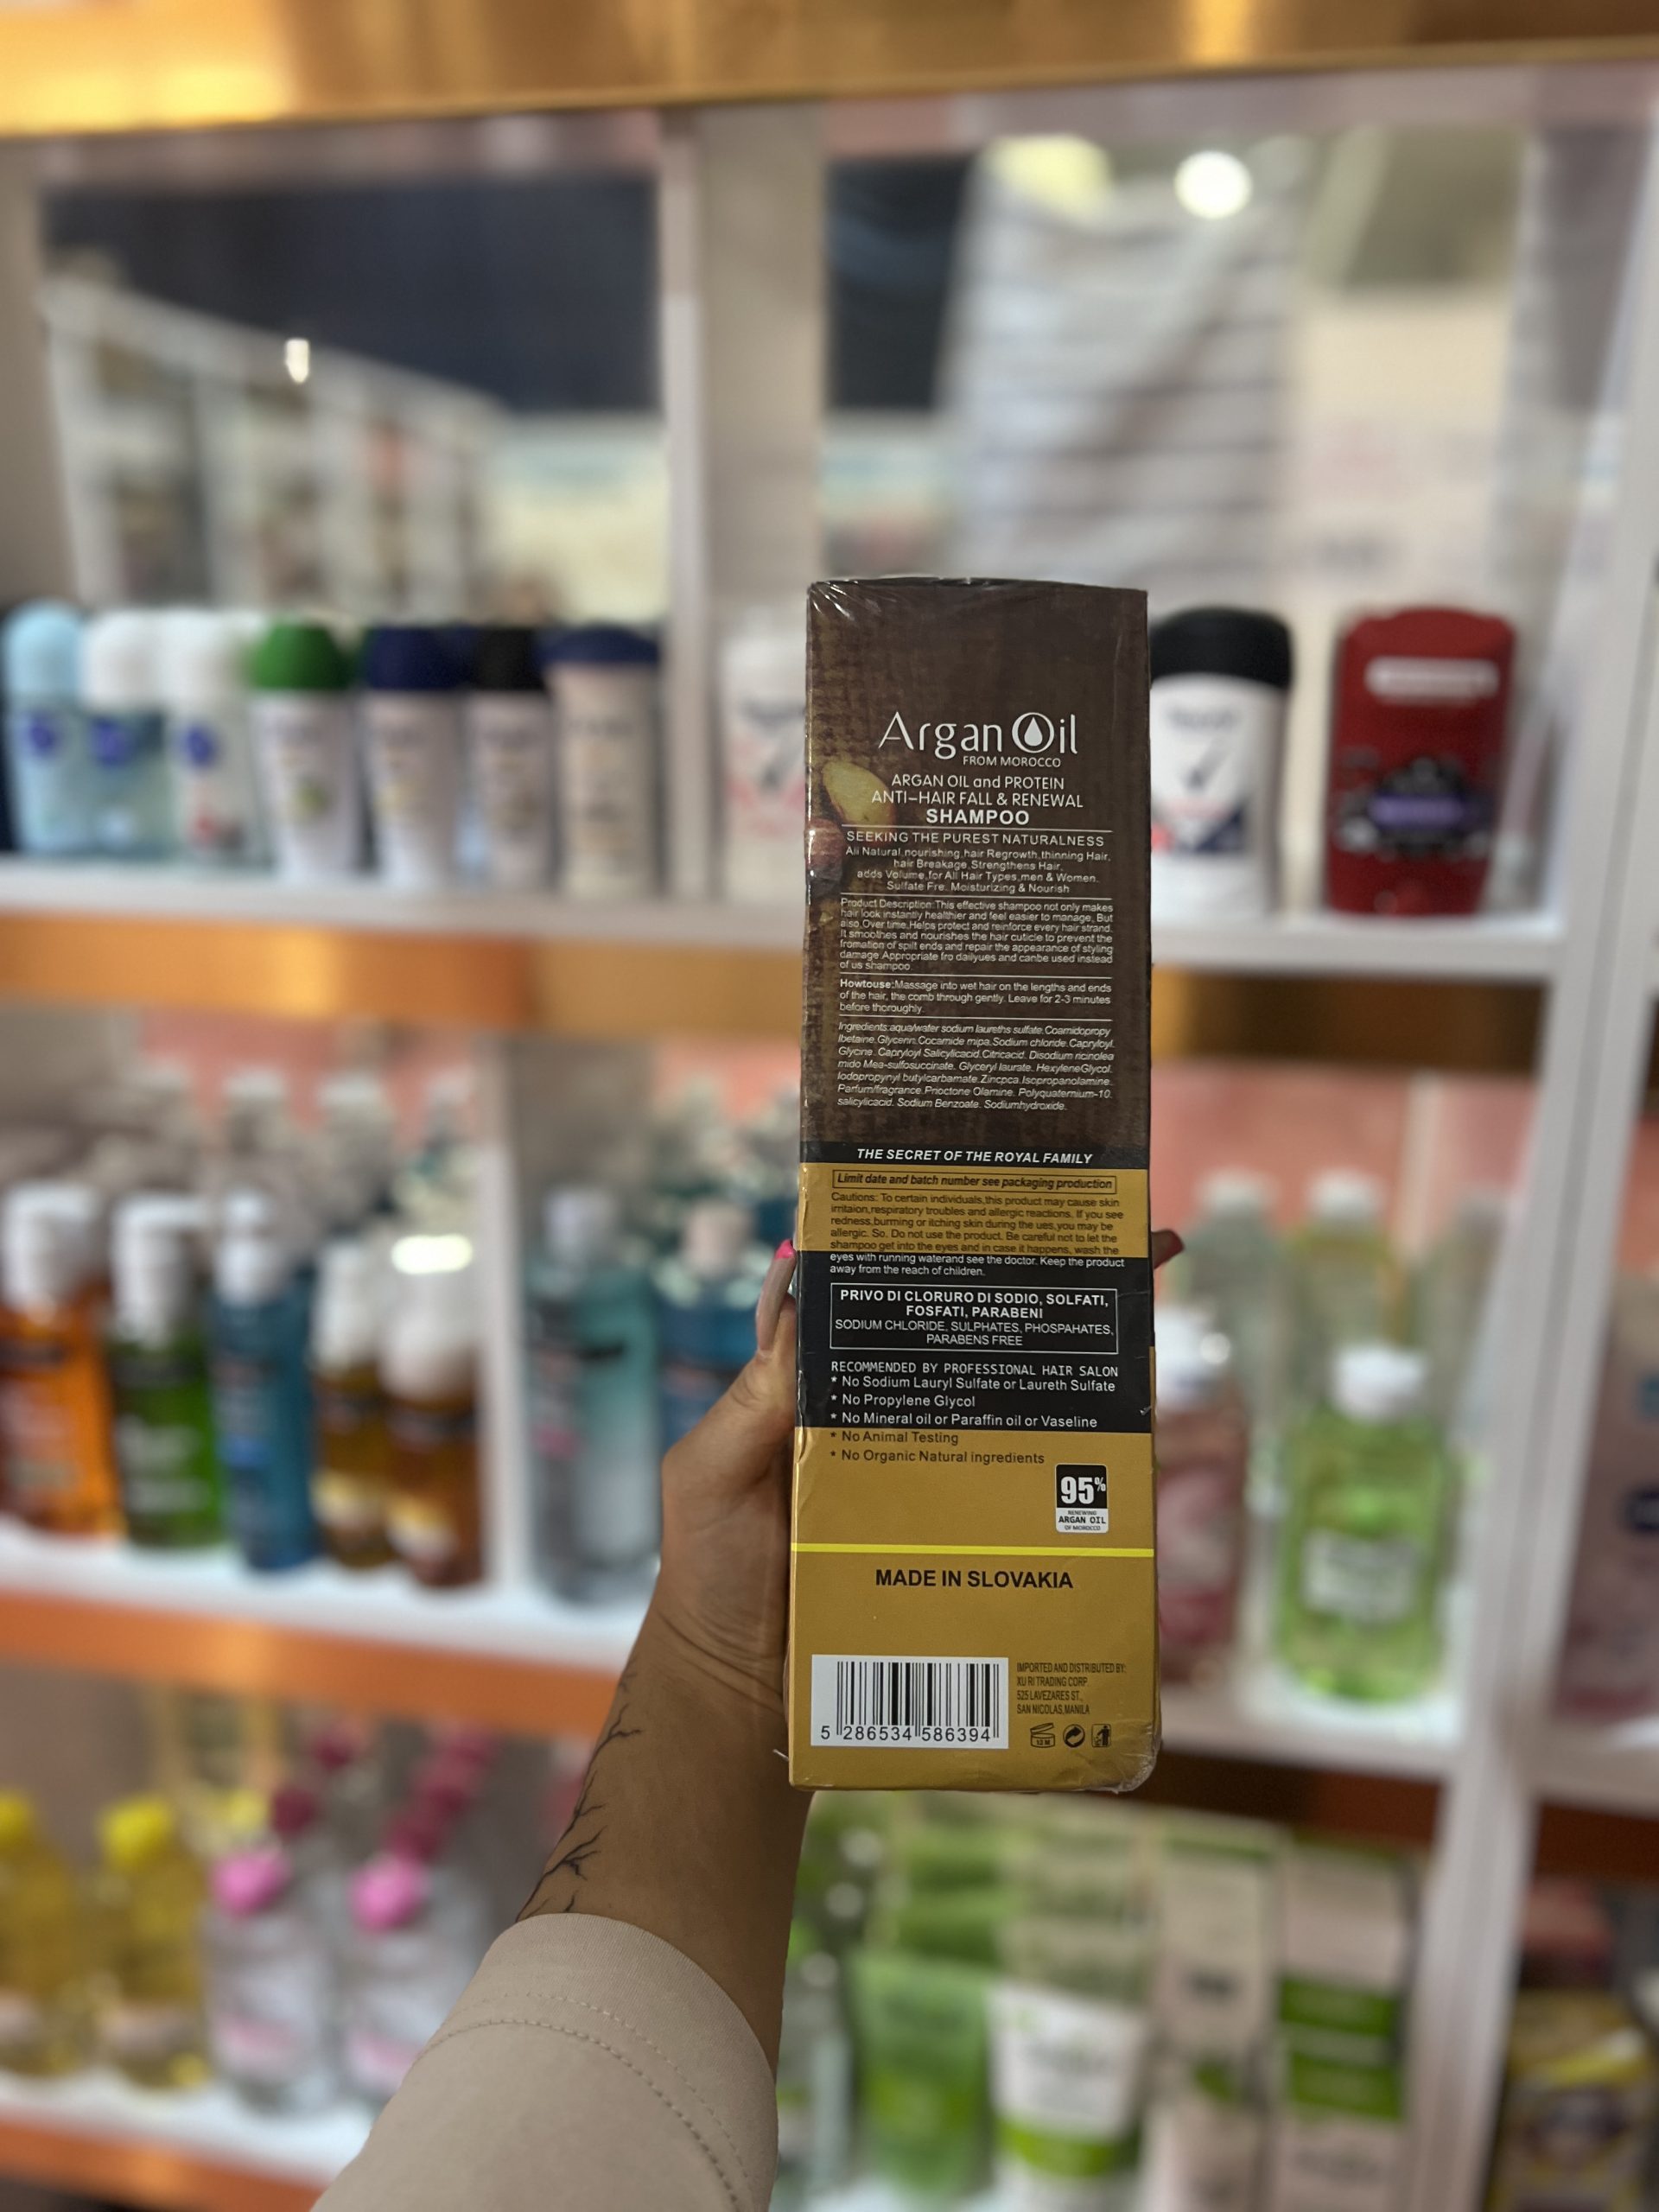 Argan Oil
FROM MOROCCO
ARGAN OIL and PROTEIN
ANTI-HAIR FALL & RENEWAL
SHAMPOO
SEEKING THE PUREST NATURALNESS
All Natural,nourishing,hair Regrowth,thinning Hair,
hair Breakage,Strengthens Hair,
adds Volume,for All Hair Types,men & Women.
Sulfate Fre. Moisturizing & Nourish
Product Description:This effective shampoo not only makes
hair look instantly healthier and feel easier to manage, But
also,Over time,Helps protect and reinforce every hair strand.
It smoothes and nourishes the hair cuticle to prevent the
fromation of spilt ends and repair the appearance of styling
damage Appropriate fro dailyues and canbe used instead
of us shampoo.
Howtouse:Massage into wet hair on the lengths and ends
of the hair, the comb through gently. Leave for 2-3 minutes
before thoroughly.
Ingredients:aqua/water sodium laureths sulfate.Coamidopropy
lbetaine.Glycerin.Cocamide mipa.Sodium chloride.Capryloyl.
Glycine. Capryloyl Salicylicacid.Citricacid. Disodium ricinolea
mido Mea-sulfosuccinate. Glyceryl laurate. HexyleneGlycol.
Iodopropynyl butylcarbamate.Zincpca.Isopropanolamine.
Parfum/fragrance.Prioctone Olamine. Polyquaternium-10.
salicylicacid. Sodium Benzoate. Sodiumhydroxide.
THE SECRET OF THE ROYAL FAMILY
Limit date and batch number see packaging production
Cautions: To certain individuals,this product may cause skin
irritaion,respiratory troubles and allergic reactions. If you see
redness,burming or itching skin during the ues,you may be
allergic. So. Do not use the product. Be careful not to let the
shampoo get into the eyes and in case it happens, wash the
eyes with running waterand see the doctor. Keep the product
away from the reach of children.
PRIVO DI CLORURO DI SODIO, SOLFATI,
FOSFATI, PARABENI
SODIUM CHLORIDE, SULPHATES, PHOSPAHATES,
PARABENS FREE
RECOMMENDED BY PROFESSIONAL HAIR SALON
* No Sodium Lauryl Sulfate or Laureth Sulfate
* No Propylene Glycol
* No Mineral oil or Paraffin oil or Vaseline
* No Animal Testing
* No Organic Natural ingredients
95%
RENEWING
ARGAN OIL
OF MOROCCO
MADE IN SLOVAKIA
IMPORTED AND DISTRIBUTED BY:
XU RI TRADING CORP.
525 LAVEZARES ST.,
SAN NICOLAS,MANILA
5 286534 586394
12 M